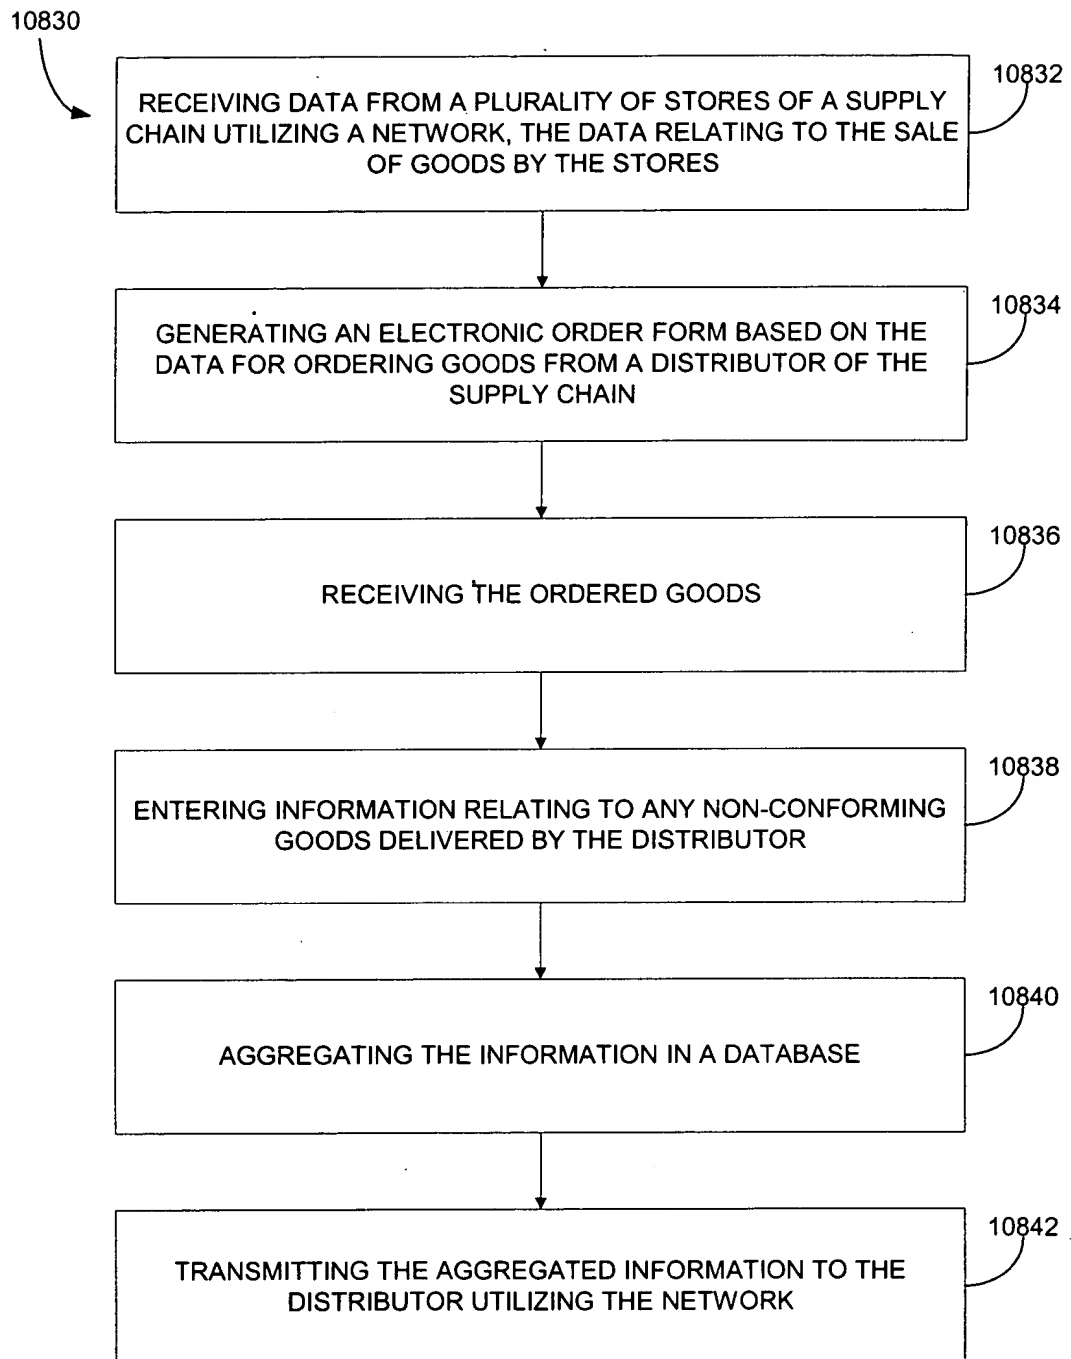 10830
10832
RECEIVING DATA FROM A PLURALITY OF STORES OF A SUPPLY
CHAIN UTILIZING A NETWORK, THE DATA RELATING TO THE SALE
OF GOODS BY THE STORES
10834
GENERATING AN ELECTRONIC ORDER FORM BASED ON THE
DATA FOR ORDERING GOODS FROM A DISTRIBUTOR OF THE
SUPPLY CHAIN
10836
RECEIVING THE ORDERED GOODS
10838
ENTERING INFORMATION RELATING TO ANY NON-CONFORMING
GOODS DELIVERED BY THE DISTRIBUTOR
10840
AGGREGATING THE INFORMATION IN A DATABASE
10842
TRANSMITTING THE AGGREGATED INFORMATION TO THE
DISTRIBUTOR UTILIZING THE NETWORK